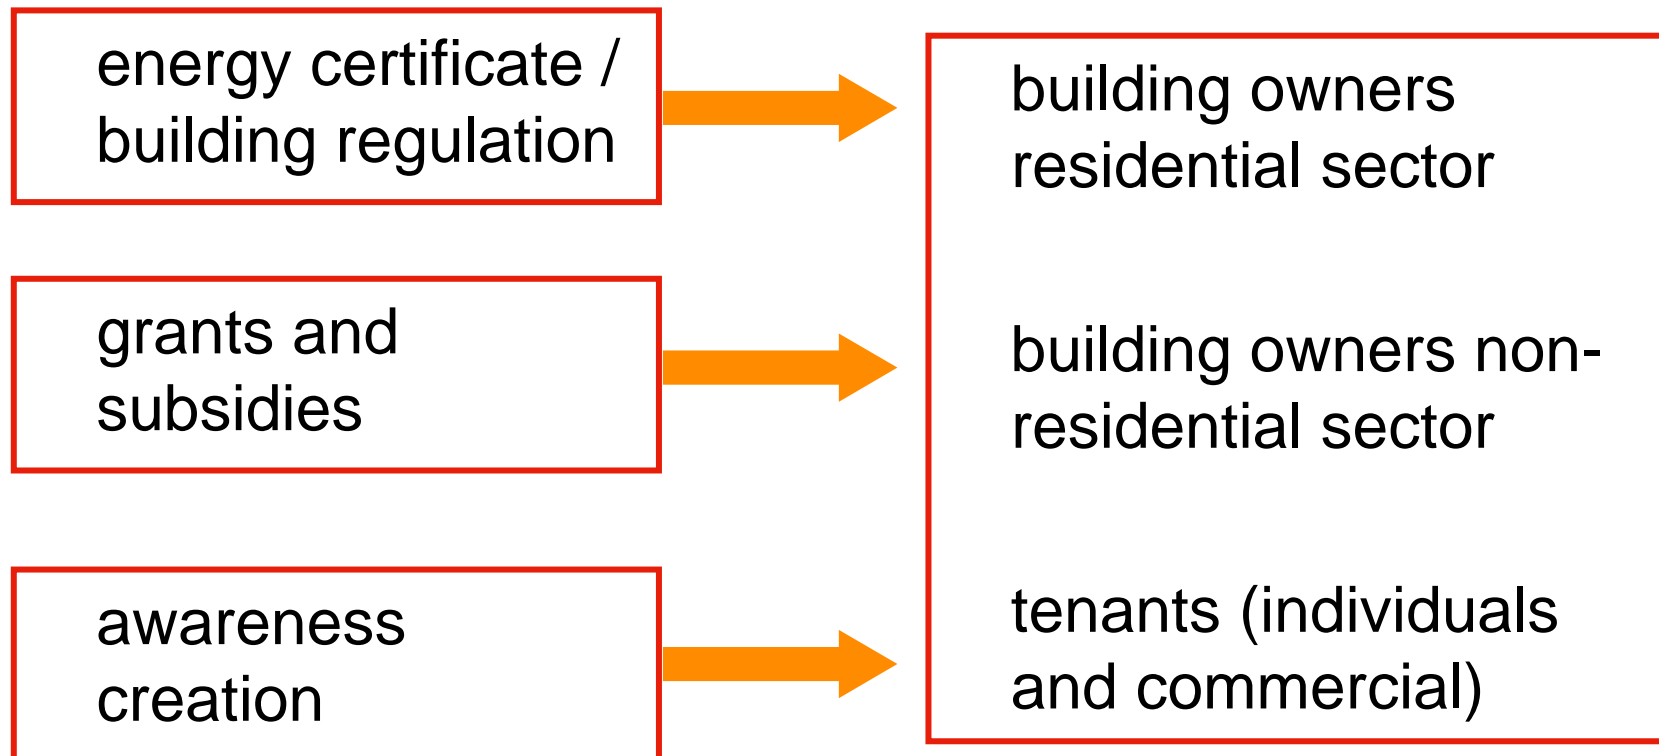 energy certificate /
building regulation
grants and
subsidies
awareness
creation
building owners
residential sector
building owners non-
residential sector
tenants (individuals
and commercial)